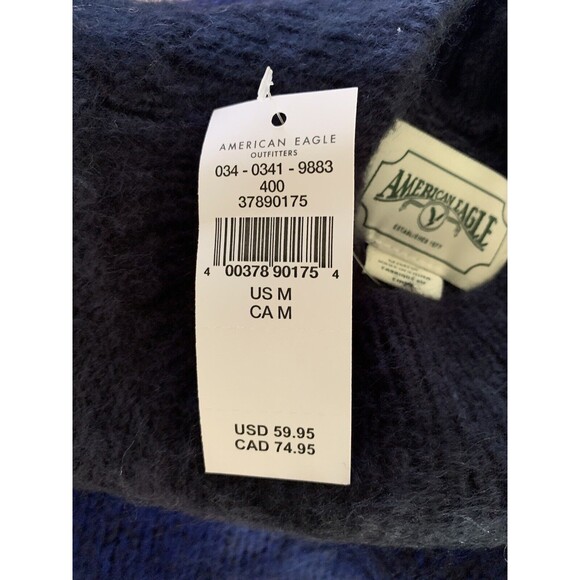 AMERICAN EAGLE
OUTFITTERS
034 - 0341 - 9883
400
37890175
4 00378 90175 4
US M
CA M
USD 59.95
CAD 74.95
AMERICAN EAGLE
ESTABLISHED 1977